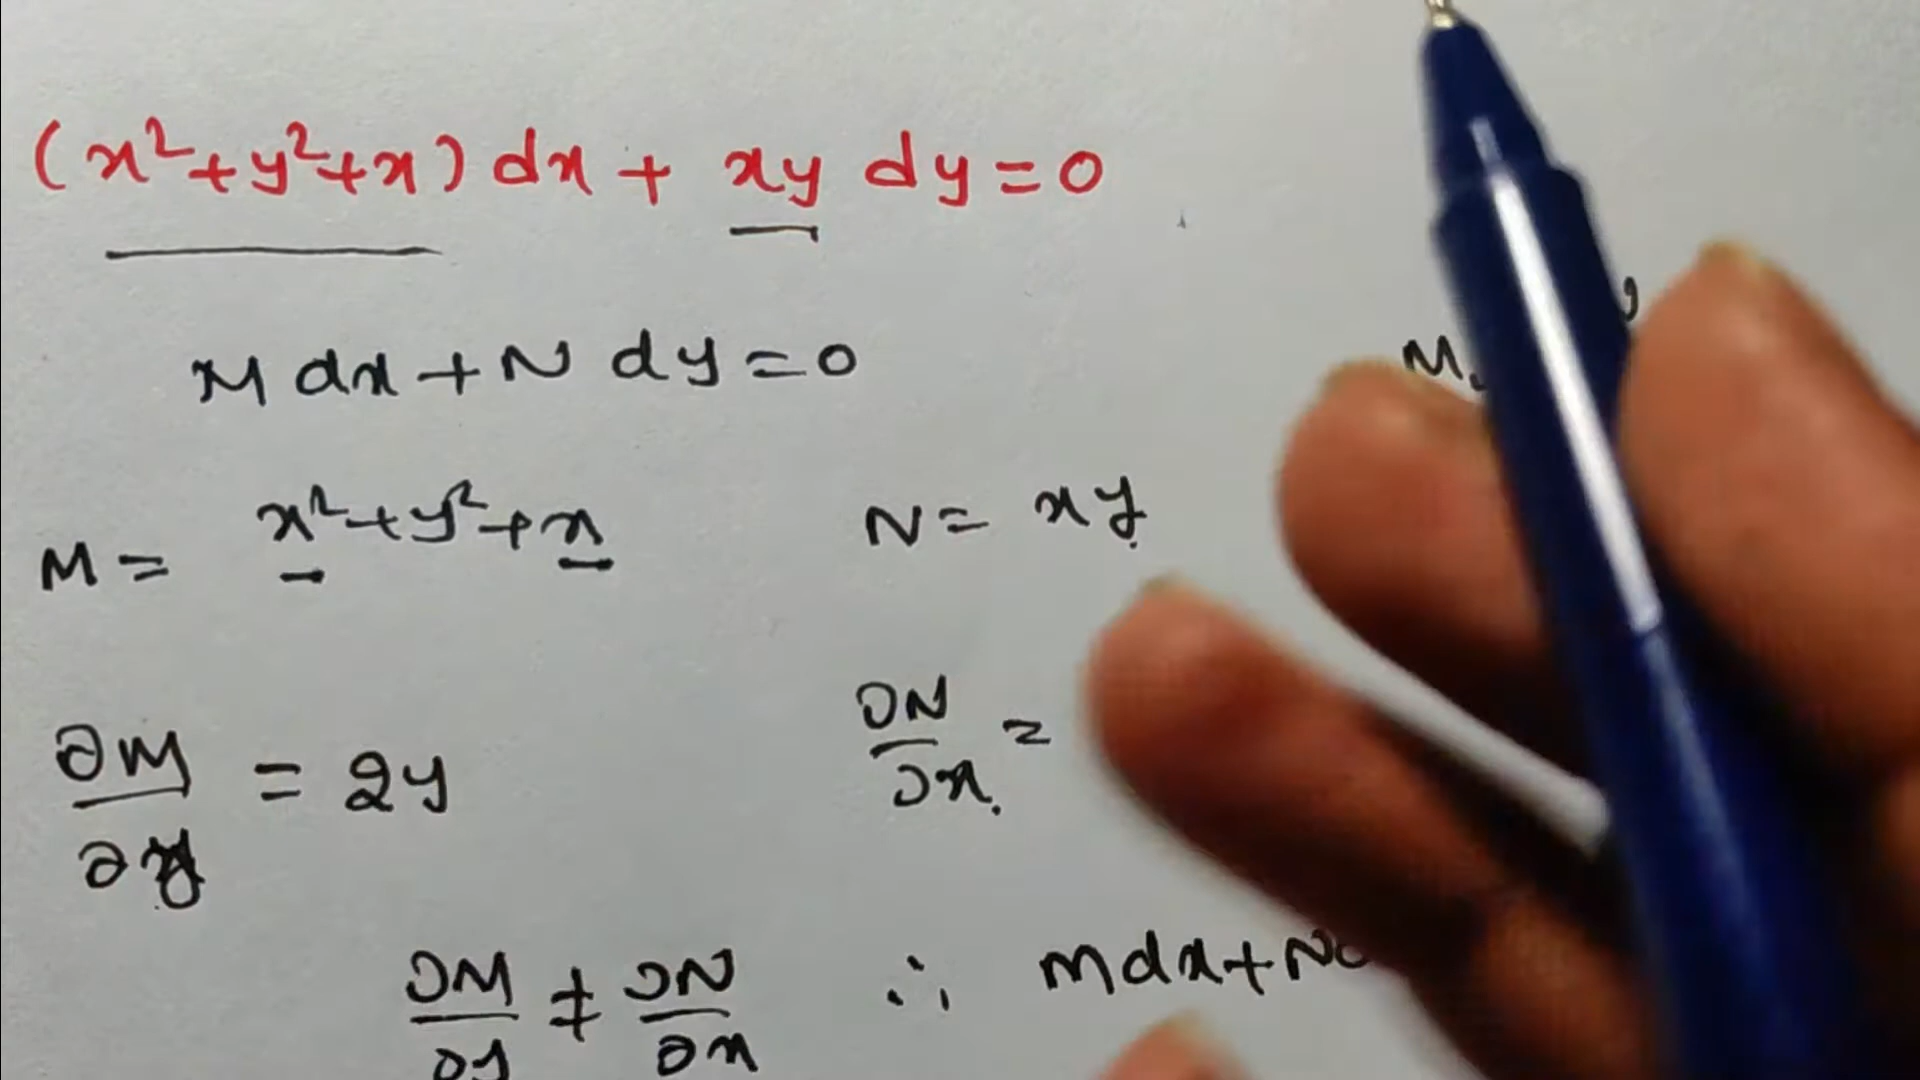 (x²+y²+x) dx + xy dy = 0
M dx + N dy = 0
M = x²+y²+x N = xy
∂M/∂y = 2y ∂N/∂x =
∂M/∂y ≠ ∂N/∂x ∴ Mdx+N